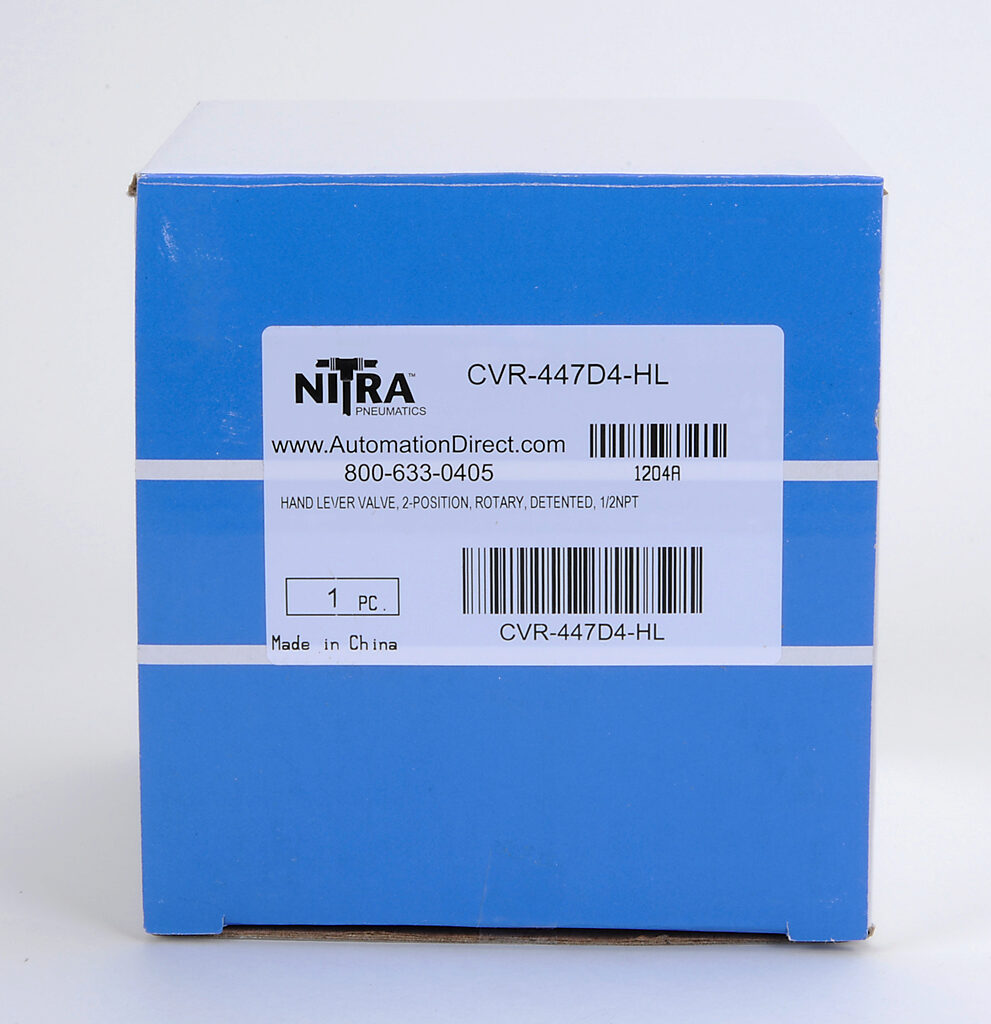 NITRA™
PNEUMATICS
CVR-447D4-HL
www.AutomationDirect.com
800-633-0405
1204A
HAND LEVER VALVE, 2-POSITION, ROTARY, DETENTED, 1/2NPT
1 PC.
Made in China
CVR-447D4-HL